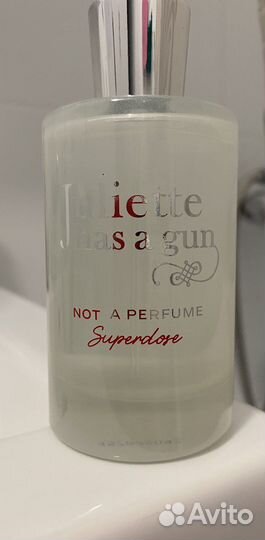 Juliette
has a gun
NOT A PERFUME
Superdose
Avito